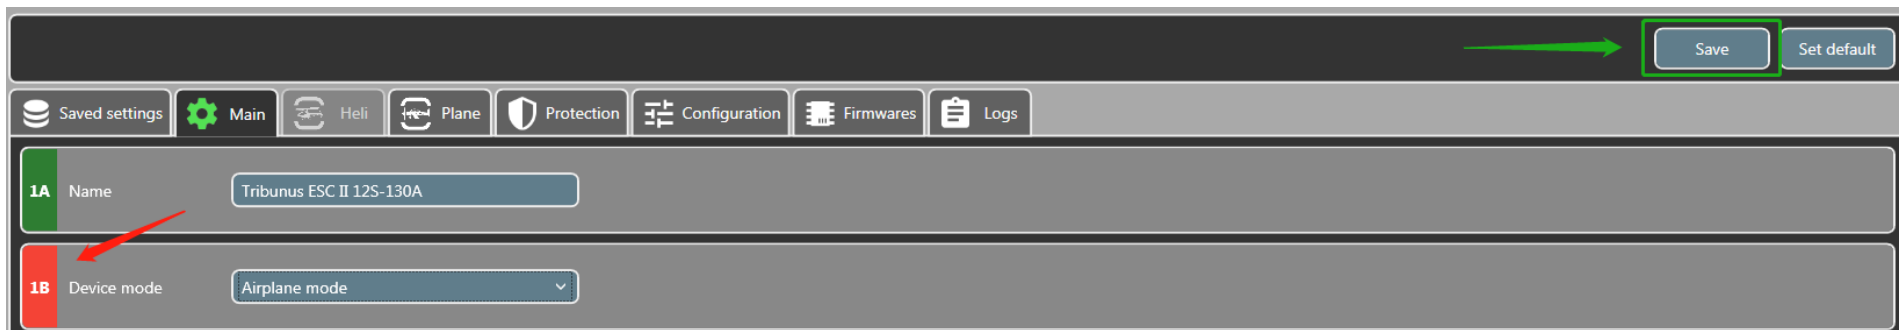 Save
Set default
Saved settings
Main
Heli
Plane
Protection
Configuration
Firmwares
Logs
1A
Name
Tribunus ESC II 12S-130A
1B
Device mode
Airplane mode